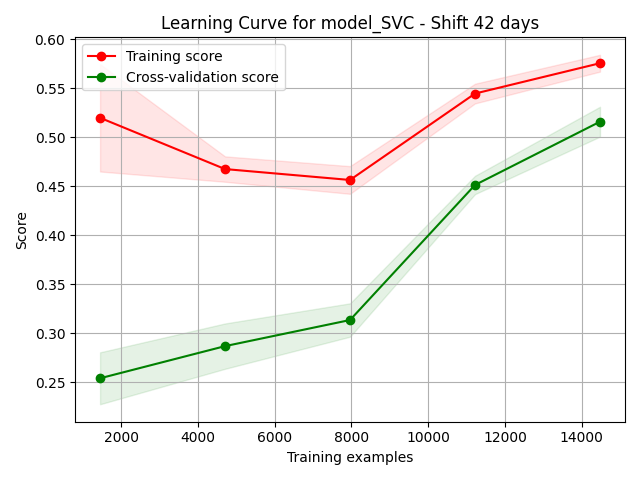 Learning Curve for model_SVC - Shift 42 days
0.60
0.55
0.50
0.45
0.40
0.35
0.30
0.25
Score
Training score
Cross-validation score
2000 4000 6000 8000 10000 12000 14000
Training examples